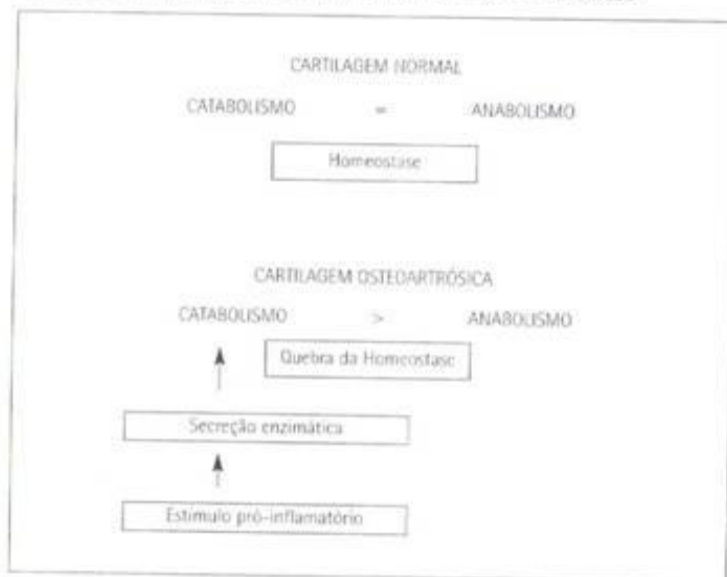 CARTILAGEM NORMAL
CATABOLISMO = ANABOLISMO
Homeostase
CARTILAGEM OSTEOARTRÓSICA
CATABOLISMO > ANABOLISMO
Quebra da Homeostase
Secreção enzimática
Estímulo pró-inflamatório